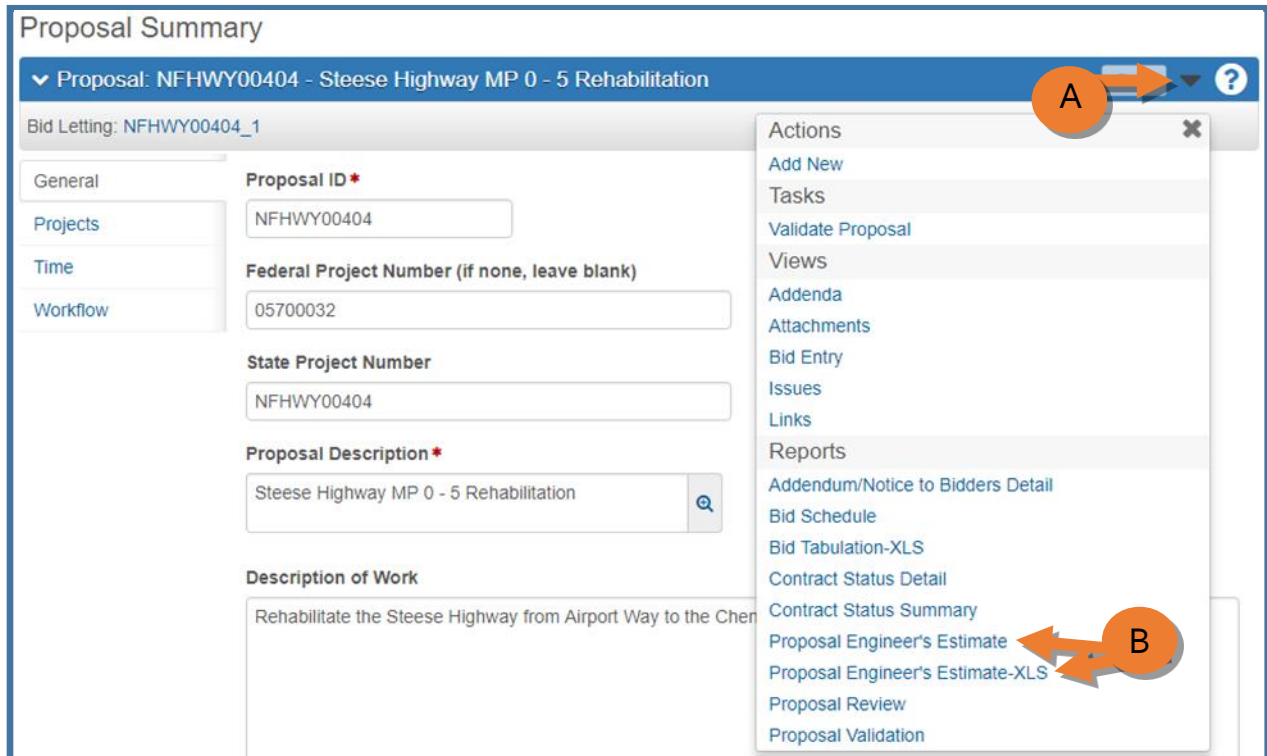 Proposal Summary
Proposal: NFHWY00404 - Steese Highway MP 0 - 5 Rehabilitation
?
A
Bid Letting: NFHWY00404_1
General
Projects
Time
Workflow
Proposal ID*
NFHWY00404
Federal Project Number (if none, leave blank)
05700032
State Project Number
NFHWY00404
Proposal Description*
Steese Highway MP 0 - 5 Rehabilitation
Description of Work
Rehabilitate the Steese Highway from Airport Way to the Chen
Actions
Add New
Tasks
Validate Proposal
Views
Addenda
Attachments
Bid Entry
Issues
Links
Reports
Addendum/Notice to Bidders Detail
Bid Schedule
Bid Tabulation-XLS
Contract Status Detail
Contract Status Summary
Proposal Engineer's Estimate
B
Proposal Engineer's Estimate-XLS
Proposal Review
Proposal Validation